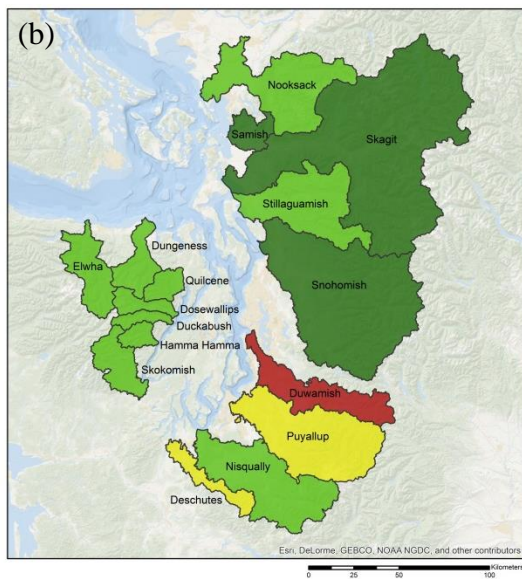 (b)
Nooksack
Samish
Skagit
Stillaguamish
Dungeness
Elwha
Quilcene
Snohomish
Dosewallips
Duckabush
Hamma Hamma
Skokomish
Duwamish
Puyallup
Nisqually
Deschutes
Esri, DeLorme, GEBCO, NOAA NGDC, and other contributors
Kilometers
0 25 50 100